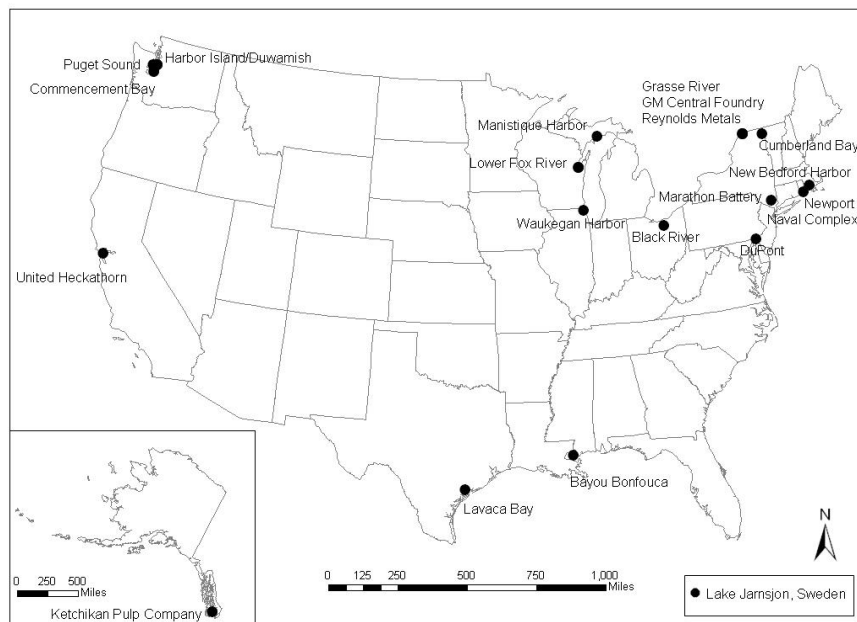 Harbor Island/Duwamish
Puget Sound
Commencement Bay
Grasse River
GM Central Foundry
Reynolds Metals
Manistique Harbor
Cumberland Bay
Lower Fox River
New Bedford Harbor
Marathon Battery
Newport
Naval Complex
Waukegan Harbor
Black River
DuPont
United Heckathorn
Bayou Bonfouca
Lavaca Bay
N
0 250 500
Miles
0 125 250 500 750 1,000
Miles
Lake Jarnsjon, Sweden
Ketchikan Pulp Company